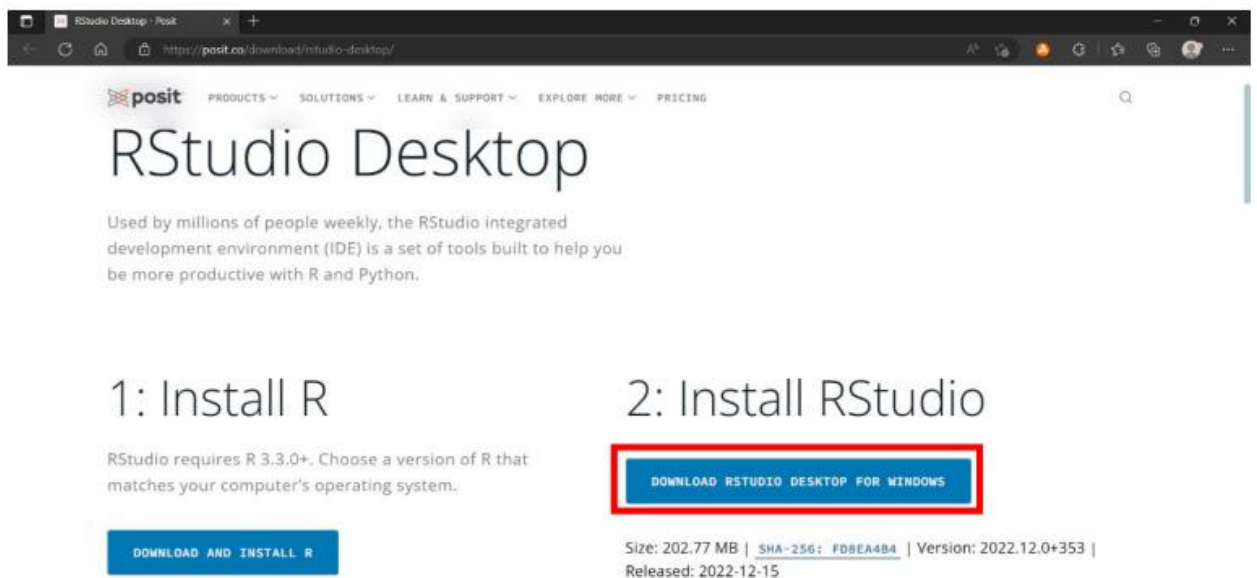 RStudio Desktop - Posit
https://posit.co/download/rstudio-desktop/
posit PRODUCTS SOLUTIONS LEARN & SUPPORT EXPLORE MORE PRICING
RStudio Desktop
Used by millions of people weekly, the RStudio integrated
development environment (IDE) is a set of tools built to help you
be more productive with R and Python.
1: Install R
RStudio requires R 3.3.0+. Choose a version of R that
matches your computer's operating system.
DOWNLOAD AND INSTALL R
2: Install RStudio
DOWNLOAD RSTUDIO DESKTOP FOR WINDOWS
Size: 202.77 MB | SHA-256: FD8EA4B4 | Version: 2022.12.0+353 |
Released: 2022-12-15